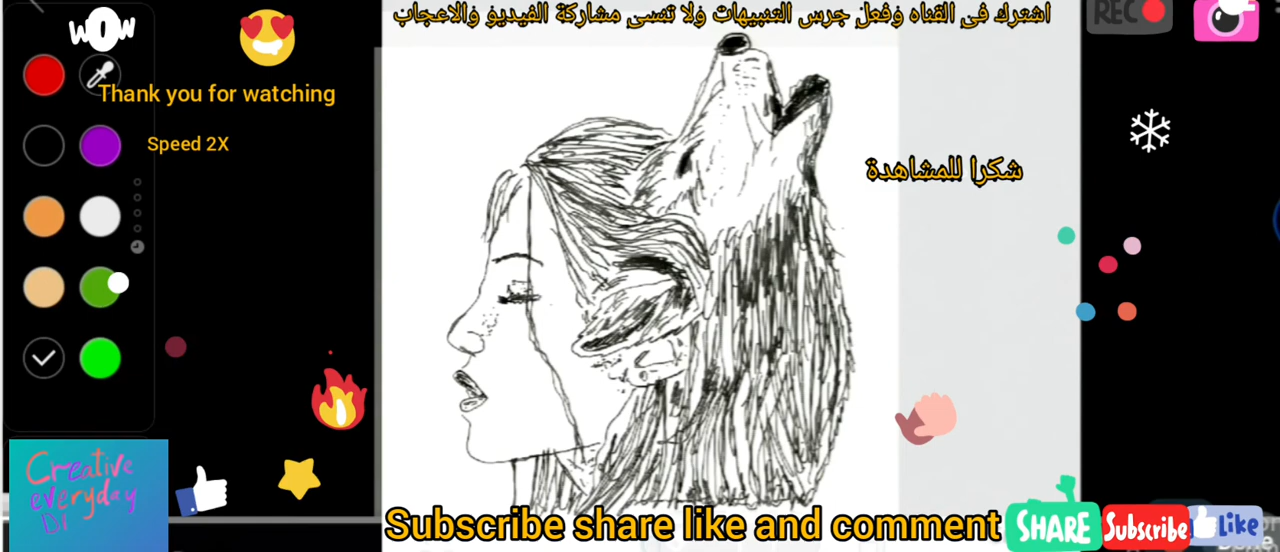 اشترك فى القناه وفعل جرس التنبيهات ولا تنسى مشاركة الفيديو والاعجاب
REC
WOW
Thank you for watching
Speed 2X
شكرا للمشاهدة
Creative
everyday
DI
Subscribe share like and comment
SHARE
Subscribe
Like